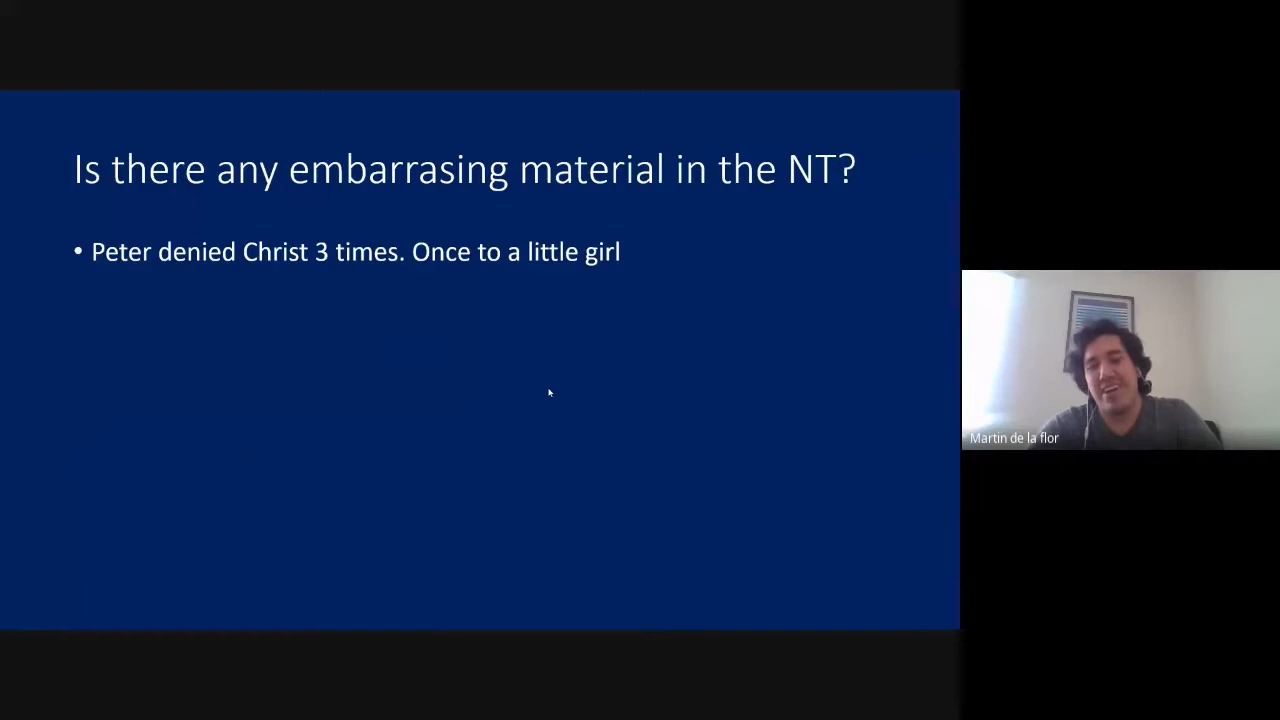 Is there any embarrasing material in the NT?
• Peter denied Christ 3 times. Once to a little girl
Martin de la flor